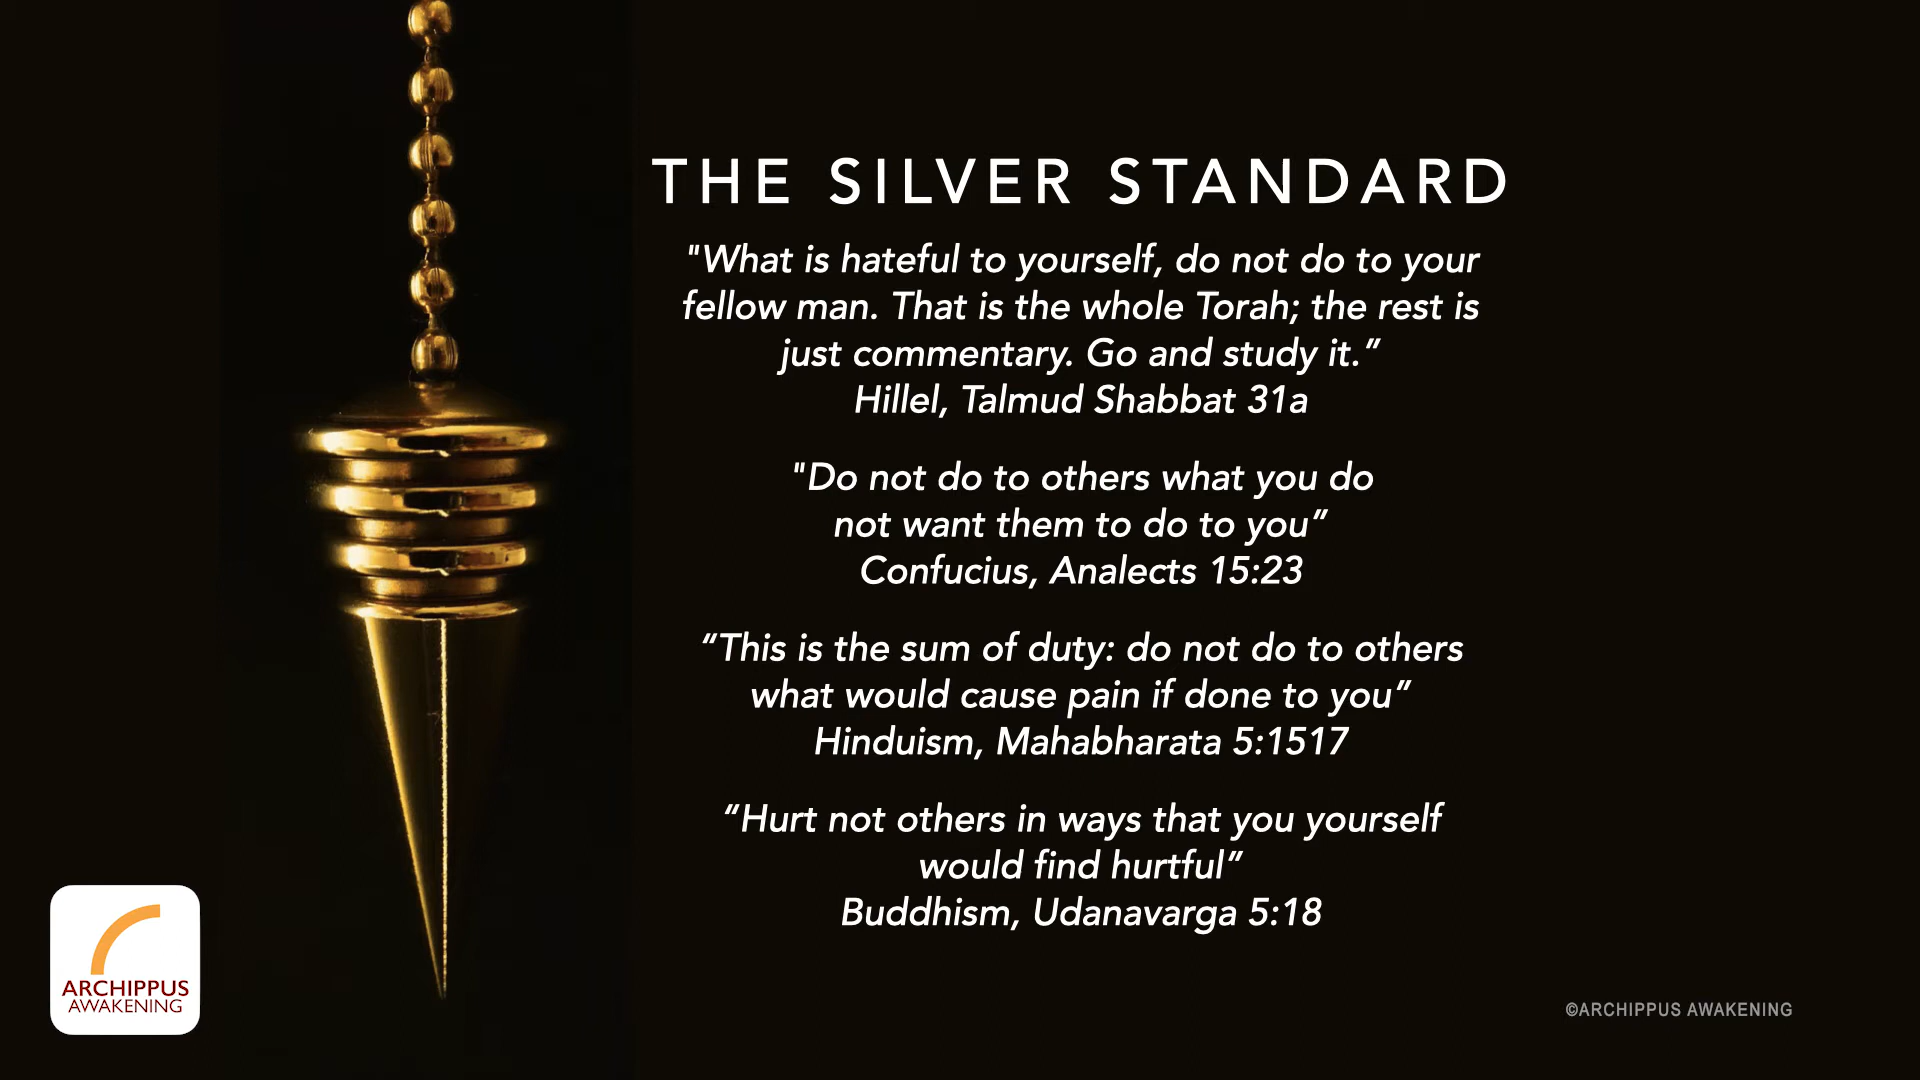 THE SILVER STANDARD
"What is hateful to yourself, do not do to your
fellow man. That is the whole Torah; the rest is
just commentary. Go and study it.”
Hillel, Talmud Shabbat 31a
"Do not do to others what you do
not want them to do to you”
Confucius, Analects 15:23
“This is the sum of duty: do not do to others
what would cause pain if done to you”
Hinduism, Mahabharata 5:1517
“Hurt not others in ways that you yourself
would find hurtful”
Buddhism, Udanavarga 5:18
ARCHIPPUS
AWAKENING
©ARCHIPPUS AWAKENING